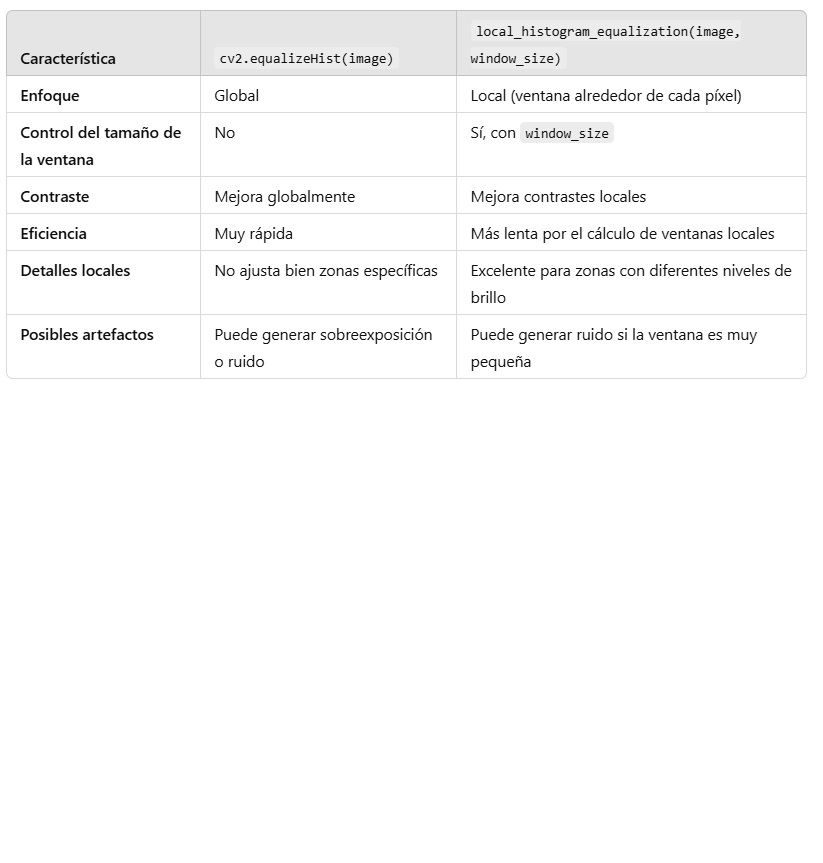 Característica
cv2.equalizeHist(image)
local_histogram_equalization(image,
window_size)
Enfoque
Global
Local (ventana alrededor de cada píxel)
Control del tamaño de
la ventana
No
Sí, con window_size
Contraste
Mejora globalmente
Mejora contrastes locales
Eficiencia
Muy rápida
Más lenta por el cálculo de ventanas locales
Detalles locales
No ajusta bien zonas específicas
Excelente para zonas con diferentes niveles de
brillo
Posibles artefactos
Puede generar sobreexposición
o ruido
Puede generar ruido si la ventana es muy
pequeña